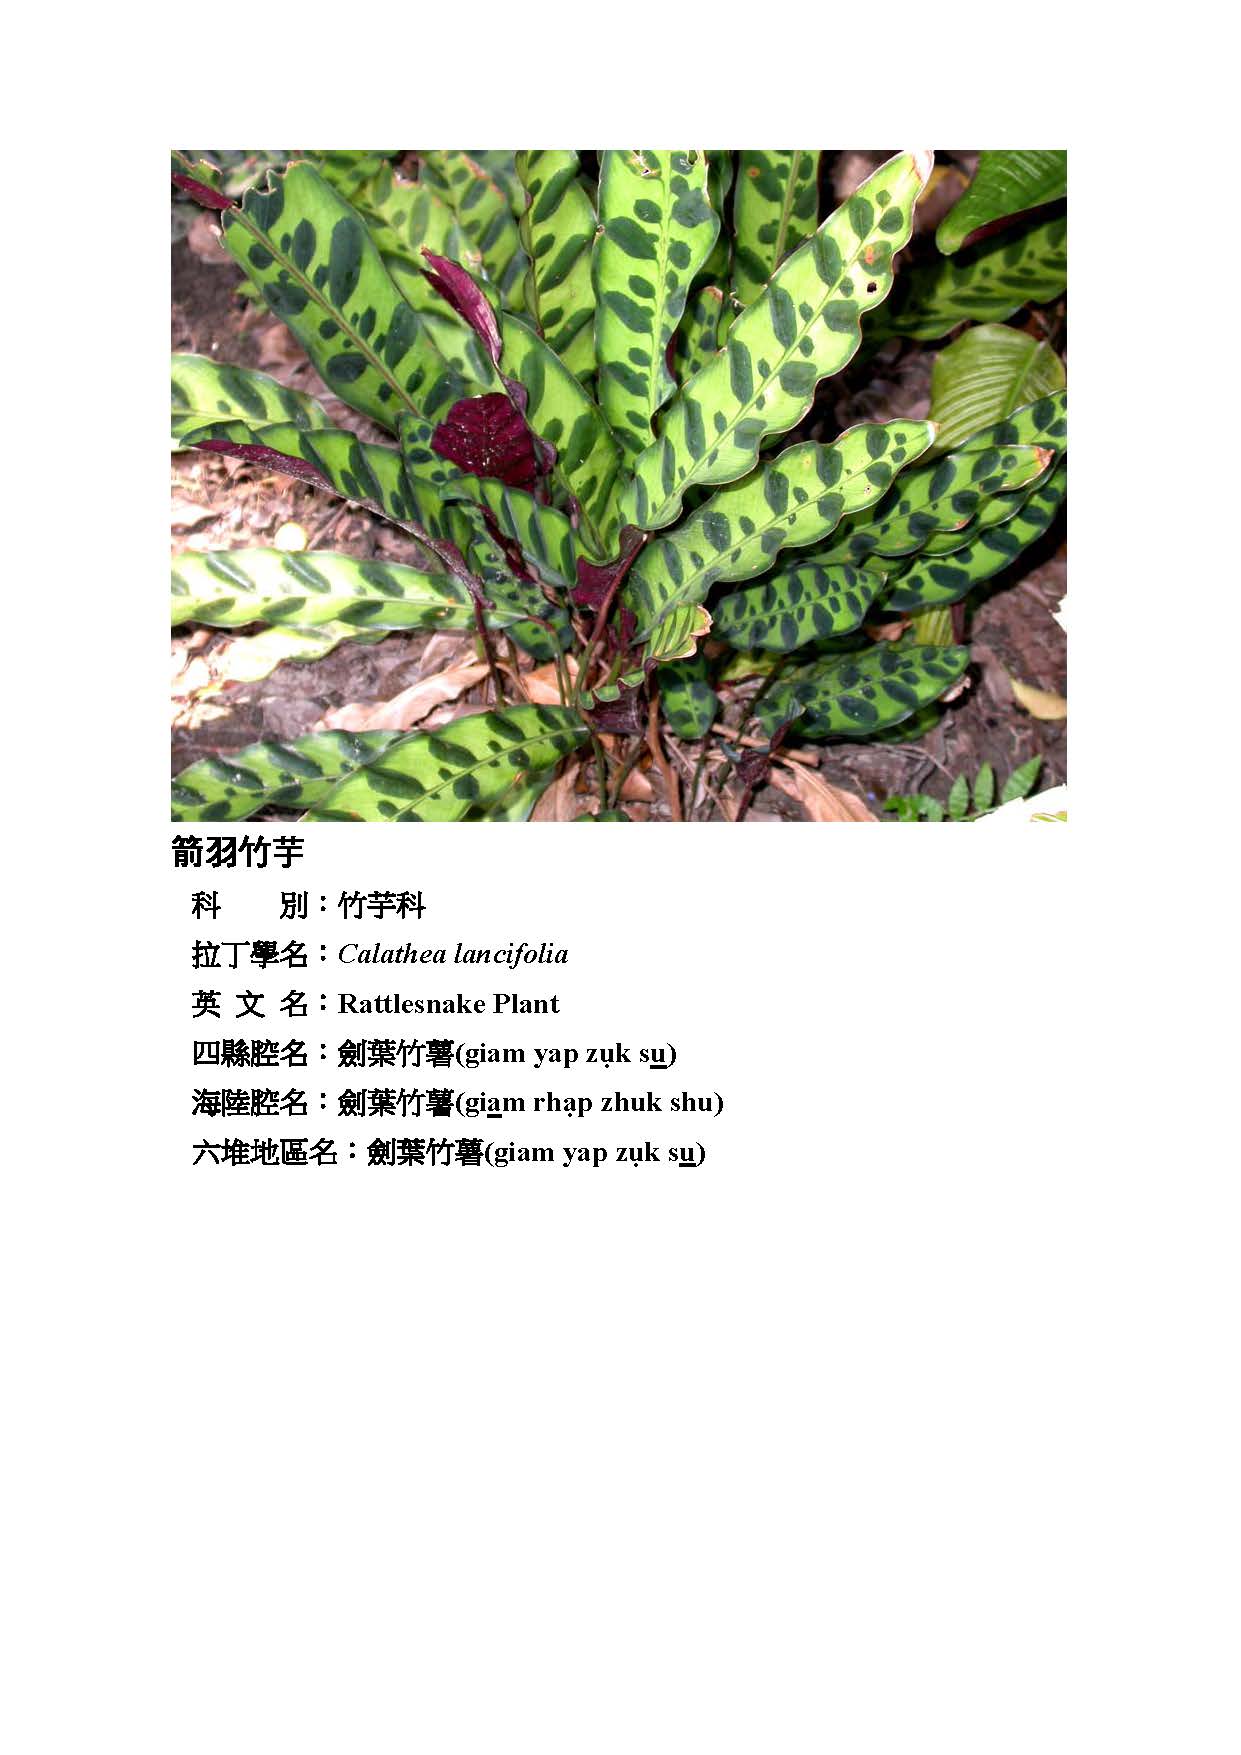 箭羽竹芋
科　　別：竹芋科
拉丁學名：Calathea lancifolia
英 文 名：Rattlesnake Plant
四縣腔名：劍葉竹薯(giam yap zụk su̲)
海陸腔名：劍葉竹薯(gia̲m rhạp zhuk shu)
六堆地區名：劍葉竹薯(giam yap zụk su̲)